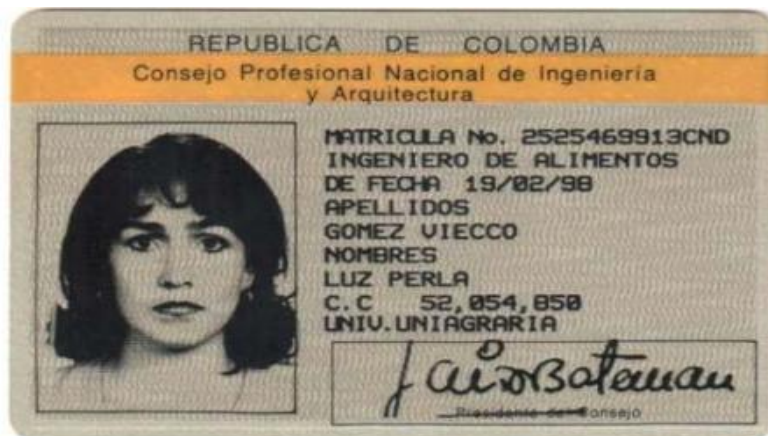 REPUBLICA DE COLOMBIA
Consejo Profesional Nacional de Ingeniería
y Arquitectura
MATRICULA No. 2525469913CND
INGENIERO DE ALIMENTOS
DE FECHA 19/02/98
APELLIDOS
GOMEZ VIECCO
NOMBRES
LUZ PERLA
C.C 52,054,850
UNIV.UNIAGRARIA
Bateman
Presidente del Consejo